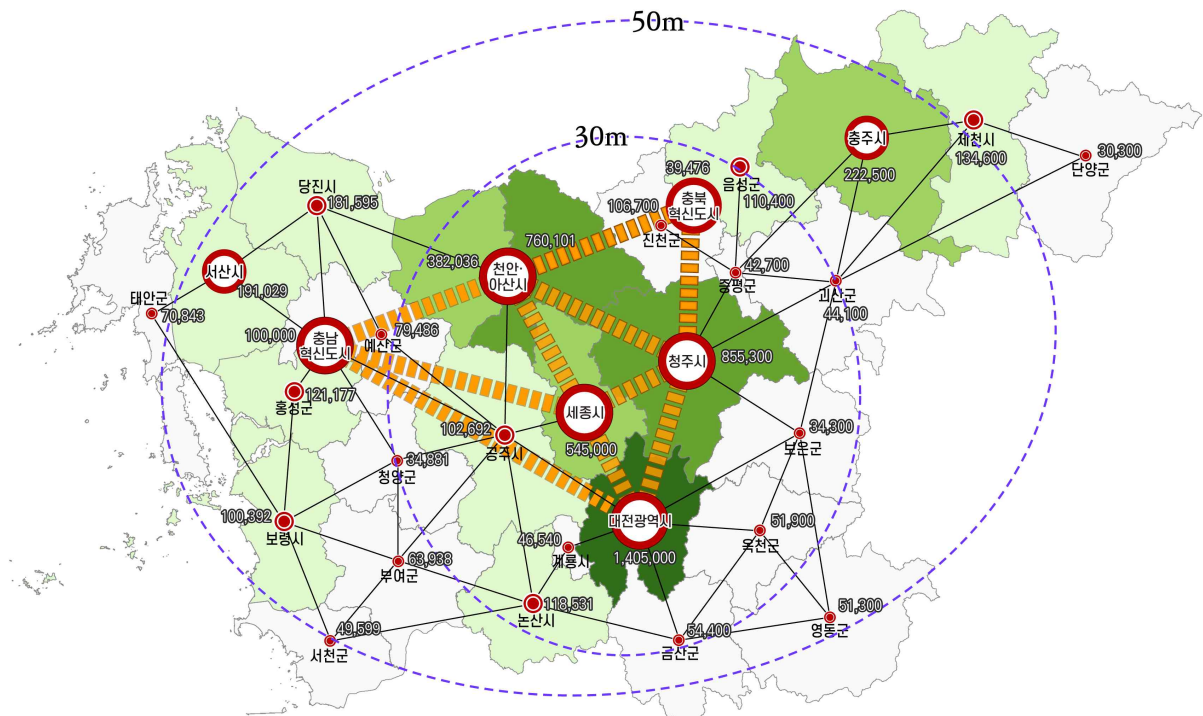 50m
30m
충주시
222,500
제천시
134,600
30,300
단양군
39,476
충북
혁신도시
음성군
110,400
106,700
진천군
당진시
181,595
760,101
382,036
천안·
아산시
42,700
증평군
괴산군
44,100
서산시
191,029
태안군
70,843
100,000
충남
혁신도시
79,486
예산군
청주시
855,300
홍성군
121,177
세종시
545,000
102,692
공주시
34,300
보은군
34,881
청양군
100,392
보령시
대전광역시
1,405,000
51,900
옥천군
46,540
계룡시
63,938
부여군
118,531
논산시
51,300
영동군
49,599
서천군
54,400
금산군